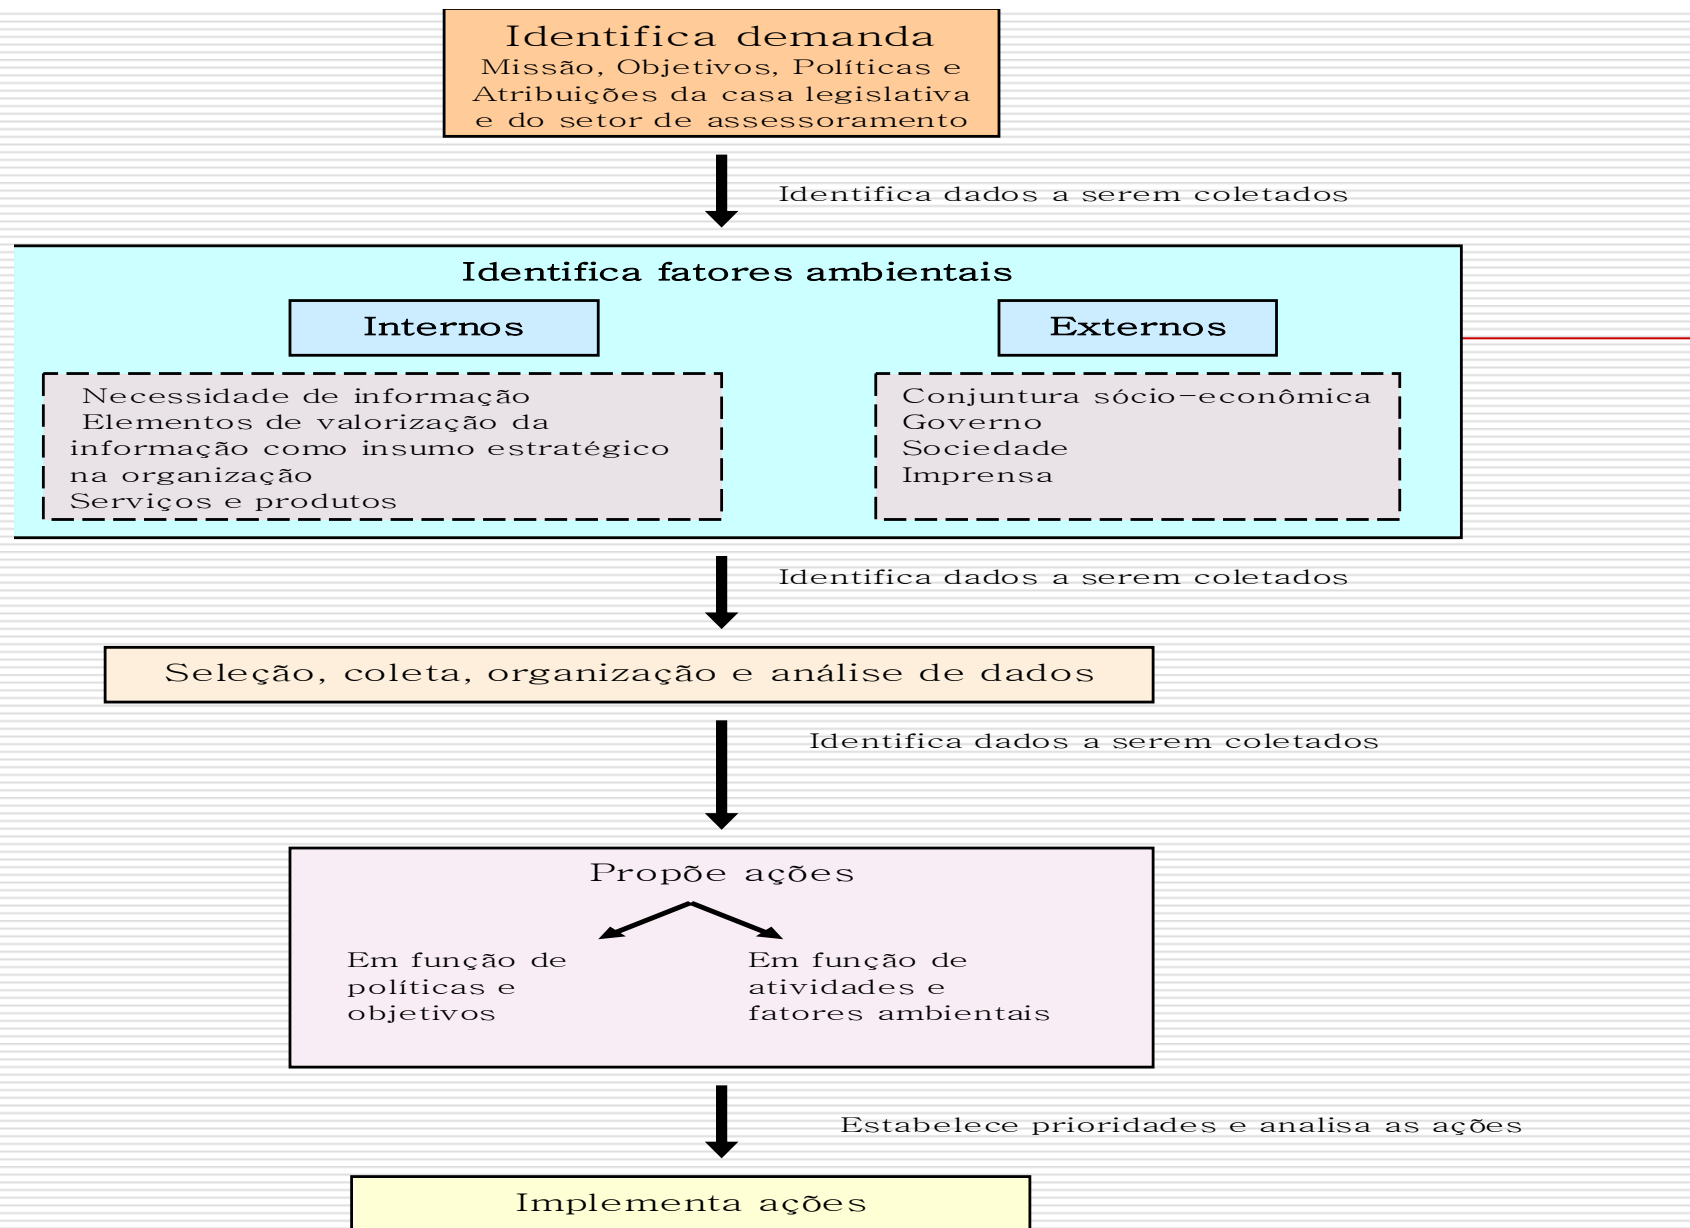 Identifica demanda
Missão, Objetivos, Políticas e
Atribuições da casa legislativa
e do setor de assessoramento
Identifica dados a serem coletados
Identifica fatores ambientais
Internos
Externos
Necessidade de informação
Elementos de valorização da
informação como insumo estratégico
na organização
Serviços e produtos
Conjuntura sócio-econômica
Governo
Sociedade
Imprensa
Identifica dados a serem coletados
Seleção, coleta, organização e análise de dados
Identifica dados a serem coletados
Propõe ações
Em função de
políticas e
objetivos
Em função de
atividades e
fatores ambientais
Estabelece prioridades e analisa as ações
Implementa ações